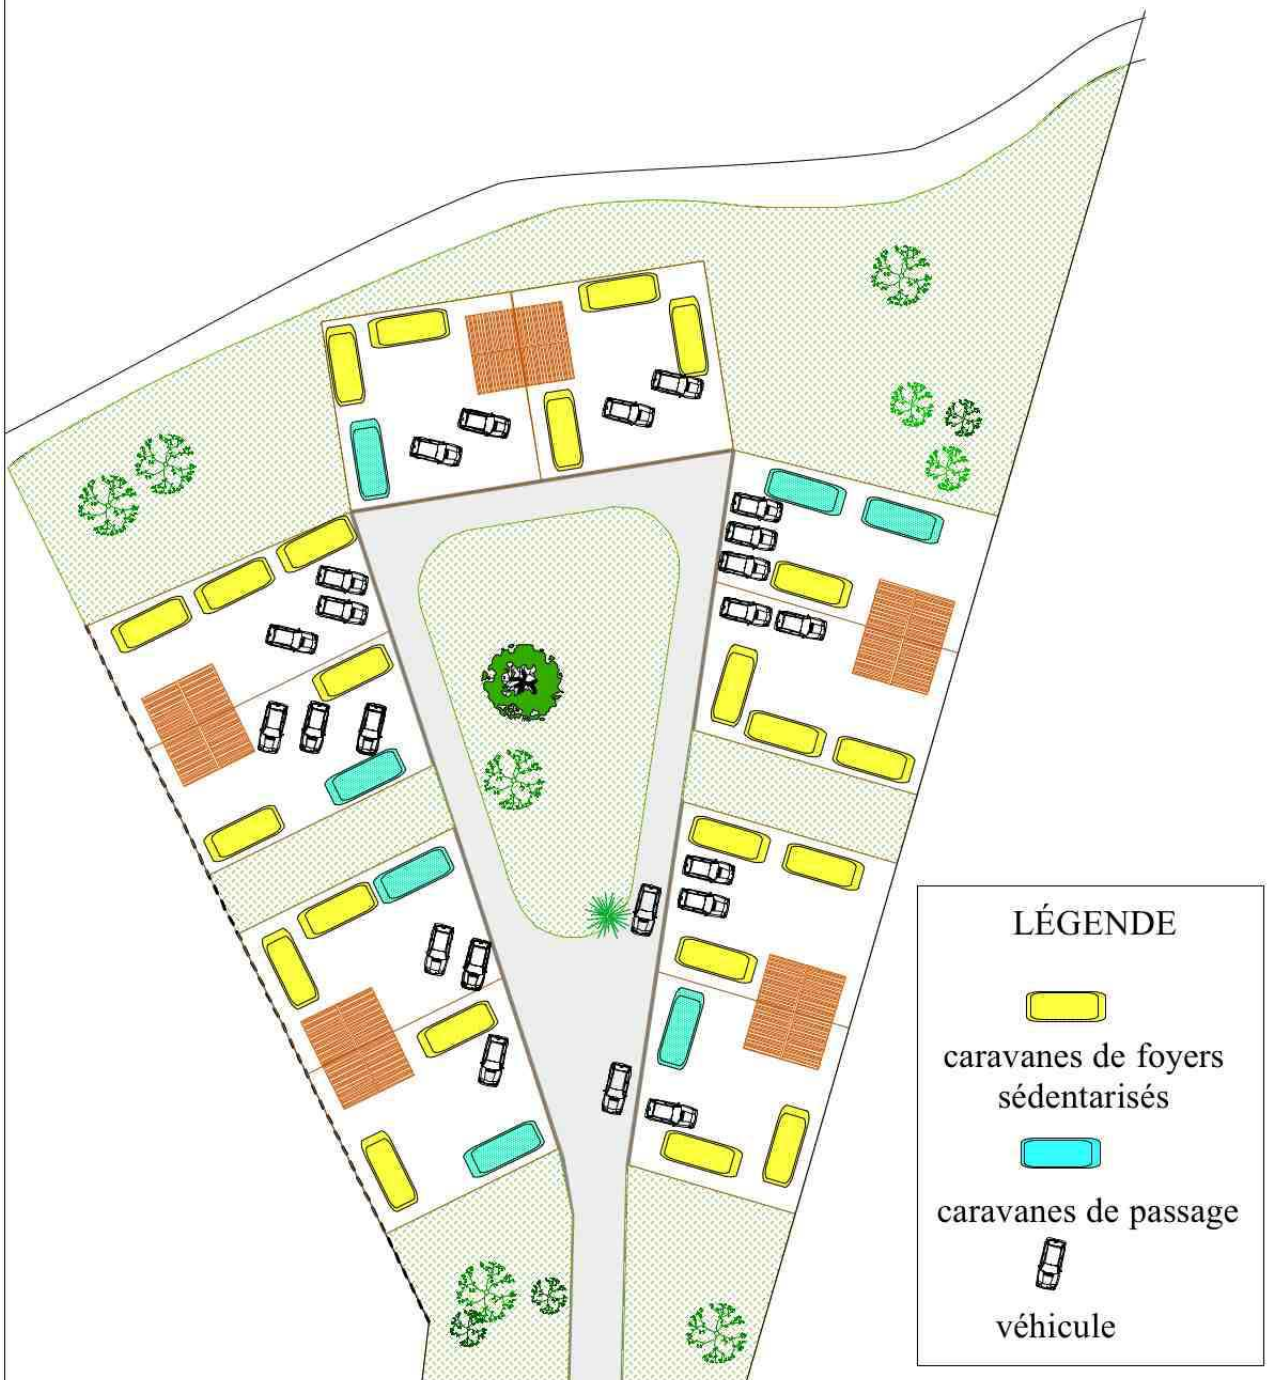 LÉGENDE
caravanes de foyers
sédentarisés
caravanes de passage
véhicule